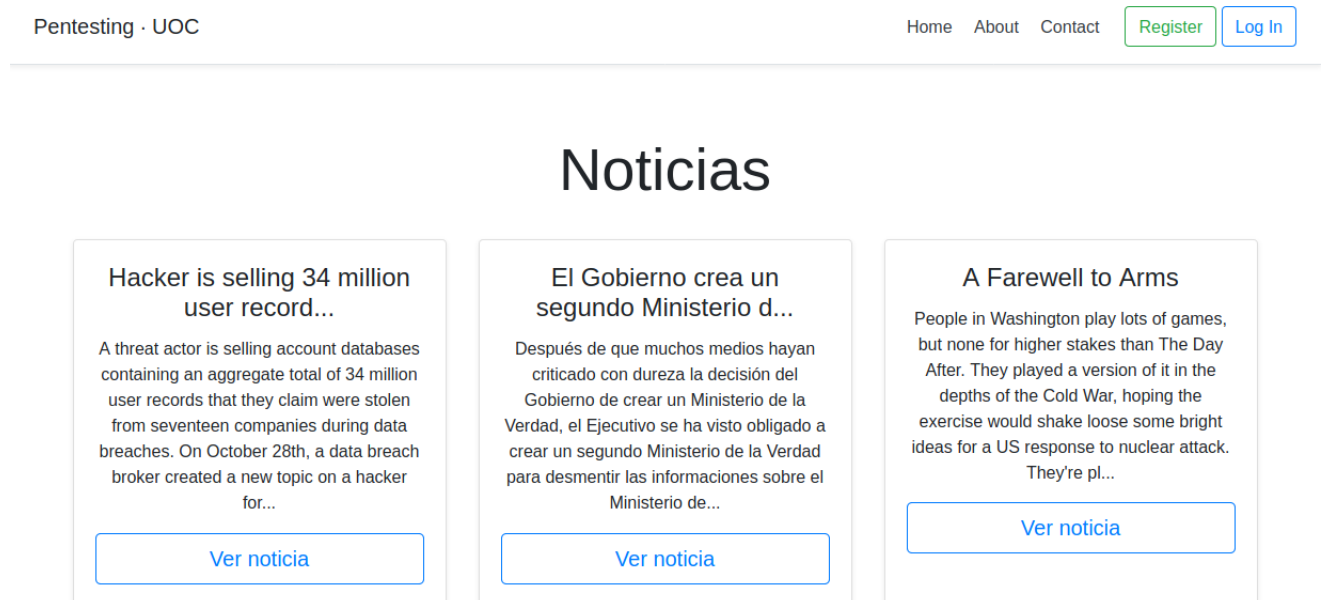 Pentesting · UOC
Home About Contact Register Log In
Noticias
Hacker is selling 34 million
user record...
A threat actor is selling account databases
containing an aggregate total of 34 million
user records that they claim were stolen
from seventeen companies during data
breaches. On October 28th, a data breach
broker created a new topic on a hacker
for...
Ver noticia
El Gobierno crea un
segundo Ministerio d...
Después de que muchos medios hayan
criticado con dureza la decisión del
Gobierno de crear un Ministerio de la
Verdad, el Ejecutivo se ha visto obligado a
crear un segundo Ministerio de la Verdad
para desmentir las informaciones sobre el
Ministerio de...
Ver noticia
A Farewell to Arms
People in Washington play lots of games,
but none for higher stakes than The Day
After. They played a version of it in the
depths of the Cold War, hoping the
exercise would shake loose some bright
ideas for a US response to nuclear attack.
They're pl...
Ver noticia